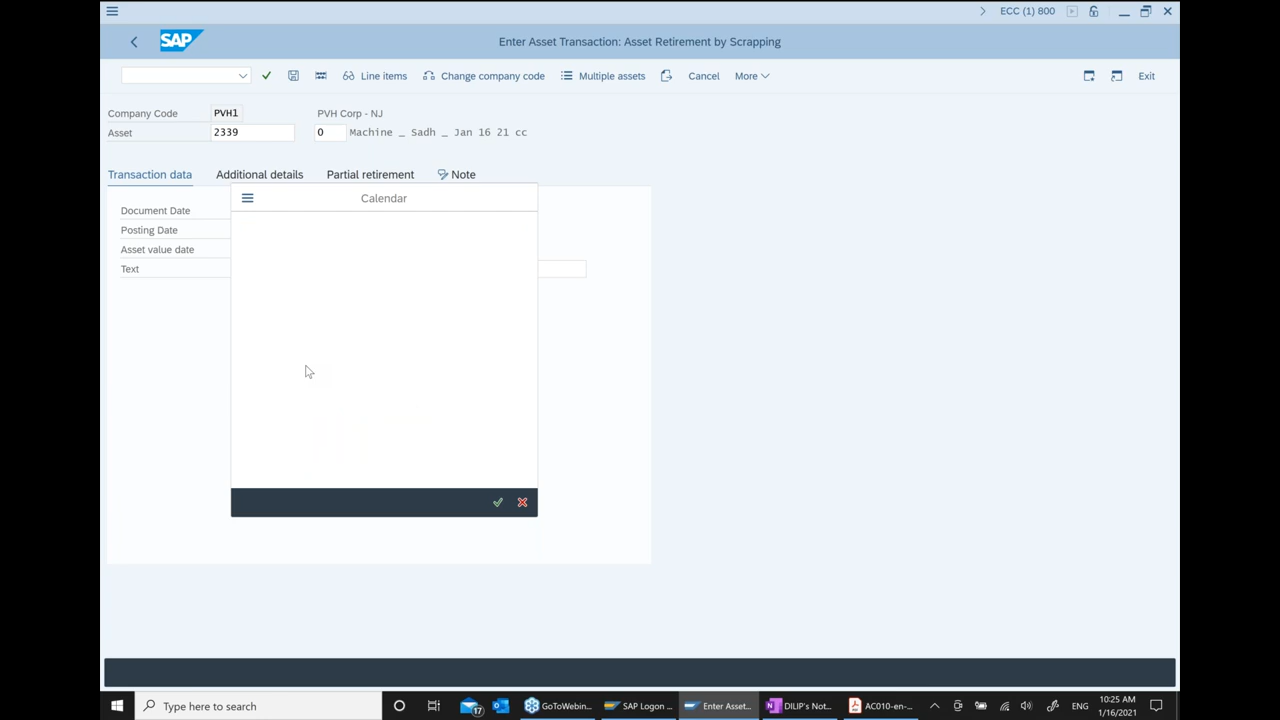 ECC (1) 800
SAP
Enter Asset Transaction: Asset Retirement by Scrapping
Line items
Change company code
Multiple assets
Cancel
More
Exit
Company Code PVH1 PVH Corp - NJ
Asset 2339 0 Machine _ Sadh _ Jan 16 21 cc
Transaction data Additional details Partial retirement Note
Calendar
Document Date
Posting Date
Asset value date
Text
Type here to search
17
GoToWebin...
SAP Logon ...
Enter Asset...
DILIP's Not...
AC010-en-...
ENG
10:25 AM
1/16/2021